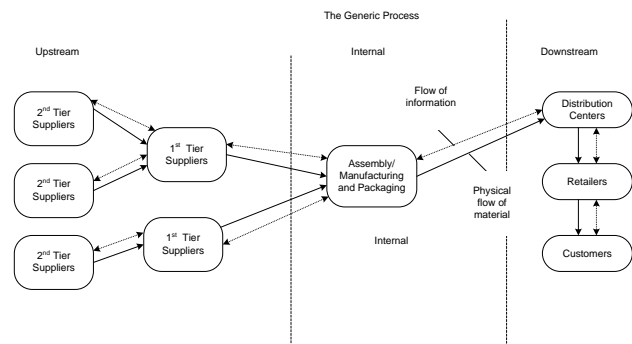 The Generic Process
Upstream
Internal
Downstream
2nd Tier
Suppliers
1st Tier
Suppliers
2nd Tier
Suppliers
2nd Tier
Suppliers
1st Tier
Suppliers
Assembly/
Manufacturing
and Packaging
Internal
Flow of
information
Physical
flow of
material
Distribution
Centers
Retailers
Customers